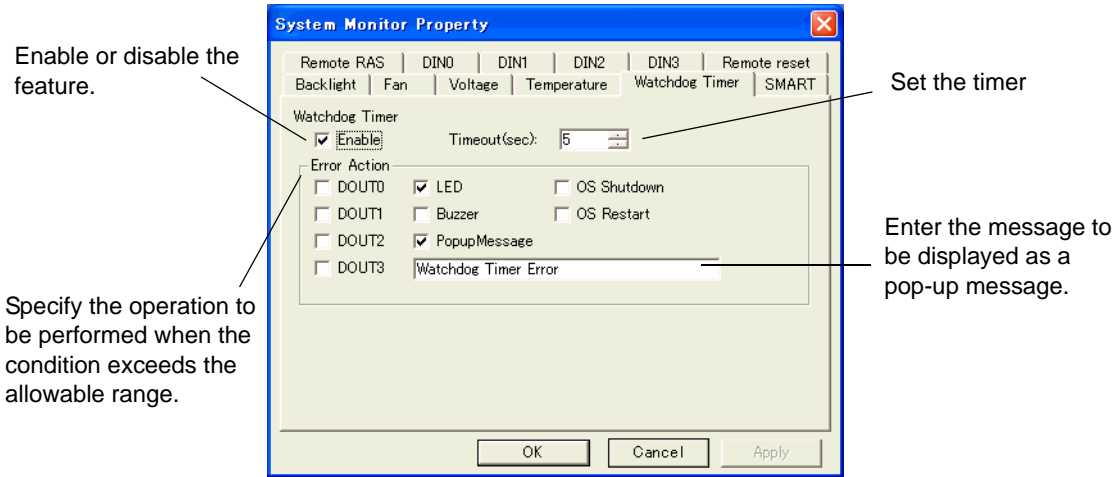 System Monitor Property
Enable or disable the
feature.
Remote RAS DIN0 DIN1 DIN2 DIN3 Remote reset
Backlight Fan Voltage Temperature Watchdog Timer SMART
Set the timer
Watchdog Timer
Enable Timeout(sec): 5
Error Action
DOUT0 LED OS Shutdown
DOUT1 Buzzer OS Restart
DOUT2 PopupMessage
DOUT3 Watchdog Timer Error
Enter the message to
be displayed as a
pop-up message.
Specify the operation to
be performed when the
condition exceeds the
allowable range.
OK Cancel Apply